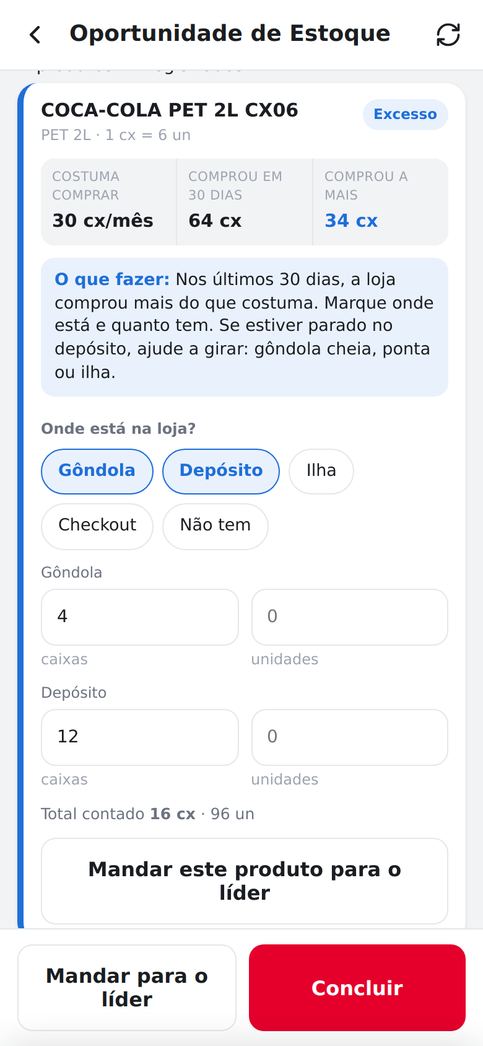 Oportunidade de Estoque
COCA-COLA PET 2L CX06
Excesso
PET 2L · 1 cx = 6 un
COSTUMA COMPRAR
30 cx/mês
COMPROU EM 30 DIAS
64 cx
COMPROU A MAIS
34 cx
O que fazer: Nos últimos 30 dias, a loja
comprou mais do que costuma. Marque onde
está e quanto tem. Se estiver parado no
depósito, ajude a girar: gôndola cheia, ponta
ou ilha.
Onde está na loja?
Gôndola
Depósito
Ilha
Checkout
Não tem
Gôndola
4
0
caixas
unidades
Depósito
12
0
caixas
unidades
Total contado 16 cx · 96 un
Mandar este produto para o
líder
Mandar para o
líder
Concluir